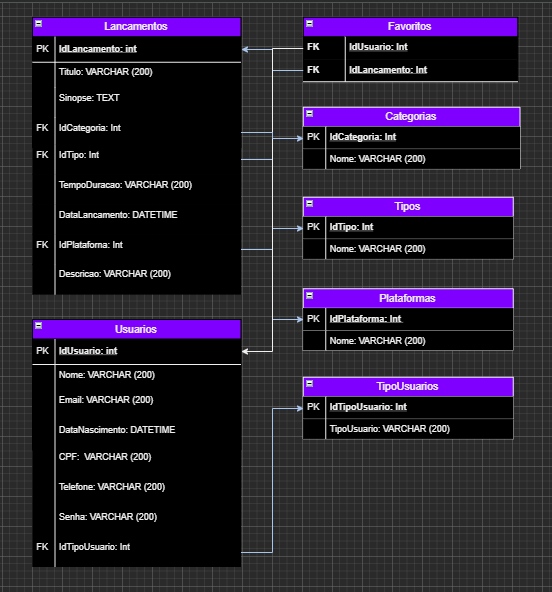 Lancamentos
PK IdLancamento: int
Titulo: VARCHAR (200)
Sinopse: TEXT
FK IdCategoria: Int
FK IdTipo: Int
TempoDuracao: VARCHAR (200)
DataLancamento: DATETIME
FK IdPlatafoma: Int
Descricao: VARCHAR (200)
Usuarios
PK IdUsuario: int
Nome: VARCHAR (200)
Email: VARCHAR (200)
DataNascimento: DATETIME
CPF: VARCHAR (200)
Telefone: VARCHAR (200)
Senha: VARCHAR (200)
FK IdTipoUsuario: Int
Favoritos
FK IdUsuario: Int
FK IdLancamento: Int
Categorias
PK IdCategoria: Int
Nome: VARCHAR (200)
Tipos
PK IdTipo: Int
Nome: VARCHAR (200)
Plataformas
PK IdPlataforma: Int
Nome: VARCHAR (200)
TipoUsuarios
PK IdTipoUsuario: Int
TipoUsuario: VARCHAR (200)